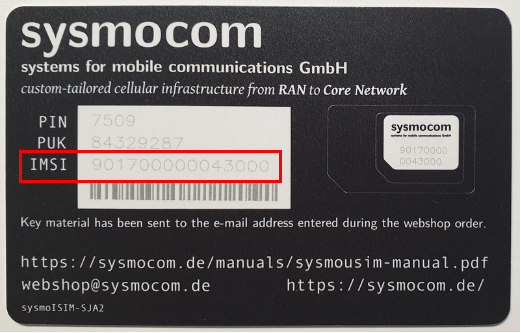 sysmocom
systems for mobile communications GmbH
custom-tailored cellular infrastructure from RAN to Core Network
PIN 7509
PUK 84329287
IMSI 901700000043000
sysmocom
systems for mobile communications GmbH
90170000
0043000
Key material has been sent to the e-mail address entered during the webshop order.
https://sysmocom.de/manuals/sysmousim-manual.pdf
webshop@sysmocom.de https://sysmocom.de/
sysmoISIM-SJA2